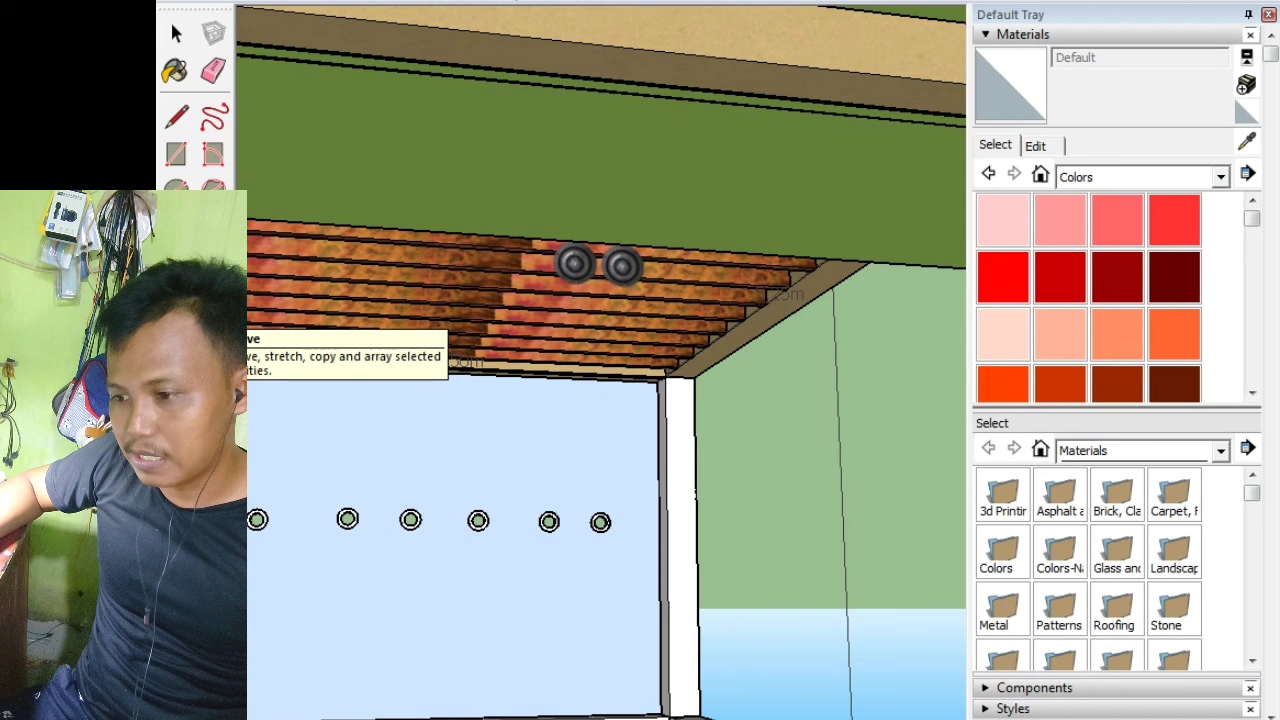 Default Tray
Materials
Default
Select
Edit
Colors
Select
Materials
3d Printir
Asphalt a
Brick, Cla
Carpet, F
Colors
Colors-Na
Glass and
Landscap
Metal
Patterns
Roofing
Stone
Components
Styles
ve
ve, stretch, copy and array selected
ities.